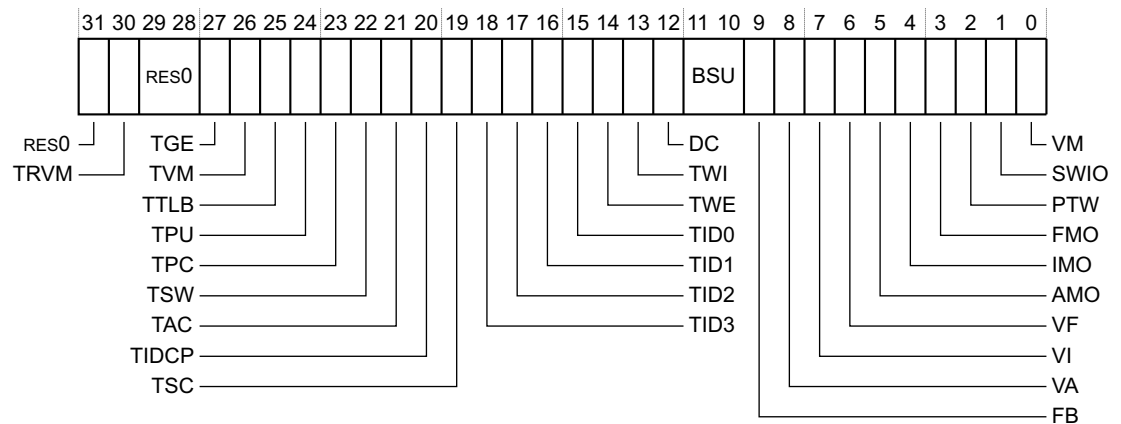 31 30 29 28 27 26 25 24 23 22 21 20 19 18 17 16 15 14 13 12 11 10 9 8 7 6 5 4 3 2 1 0
RES0 BSU
RES0 TGE DC VM
TRVM TVM TWI SWIO
TTLB TWE PTW
TPU TID0 FMO
TPC TID1 IMO
TSW TID2 AMO
TAC TID3 VF
TIDCP VI
TSC VA
FB